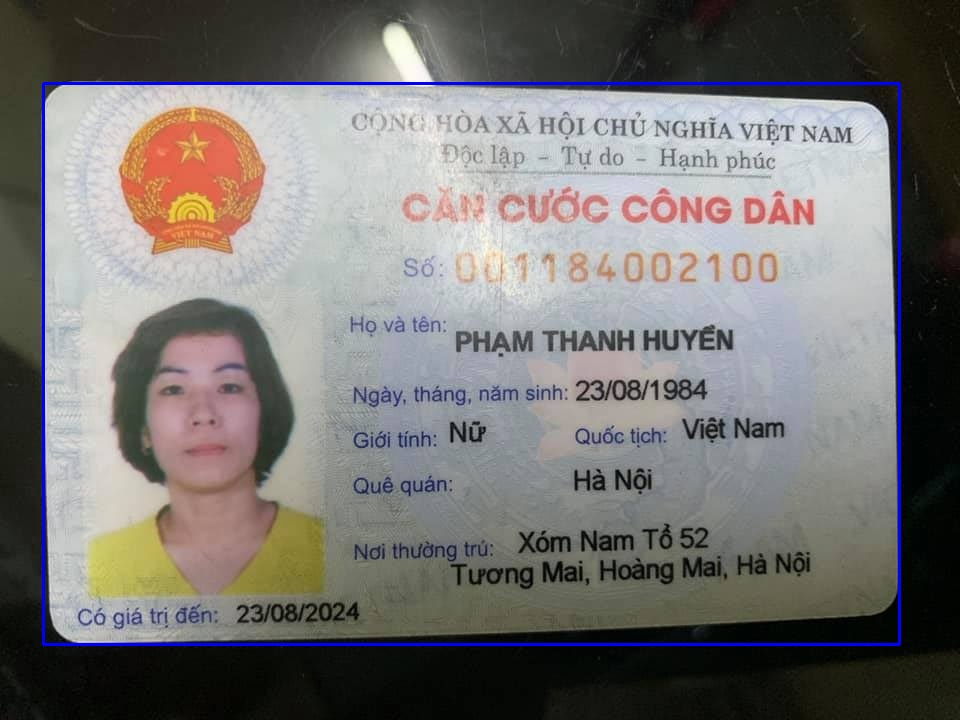 CỘNG HÒA XÃ HỘI CHỦ NGHĨA VIỆT NAM
Độc lập - Tự do - Hạnh phúc
CĂN CƯỚC CÔNG DÂN
Số: 001184002100
Họ và tên: PHẠM THANH HUYỀN
Ngày, tháng, năm sinh: 23/08/1984
Giới tính: Nữ Quốc tịch: Việt Nam
Quê quán: Hà Nội
Nơi thường trú: Xóm Nam Tổ 52
Tương Mai, Hoàng Mai, Hà Nội
Có giá trị đến: 23/08/2024
VIỆT NAM